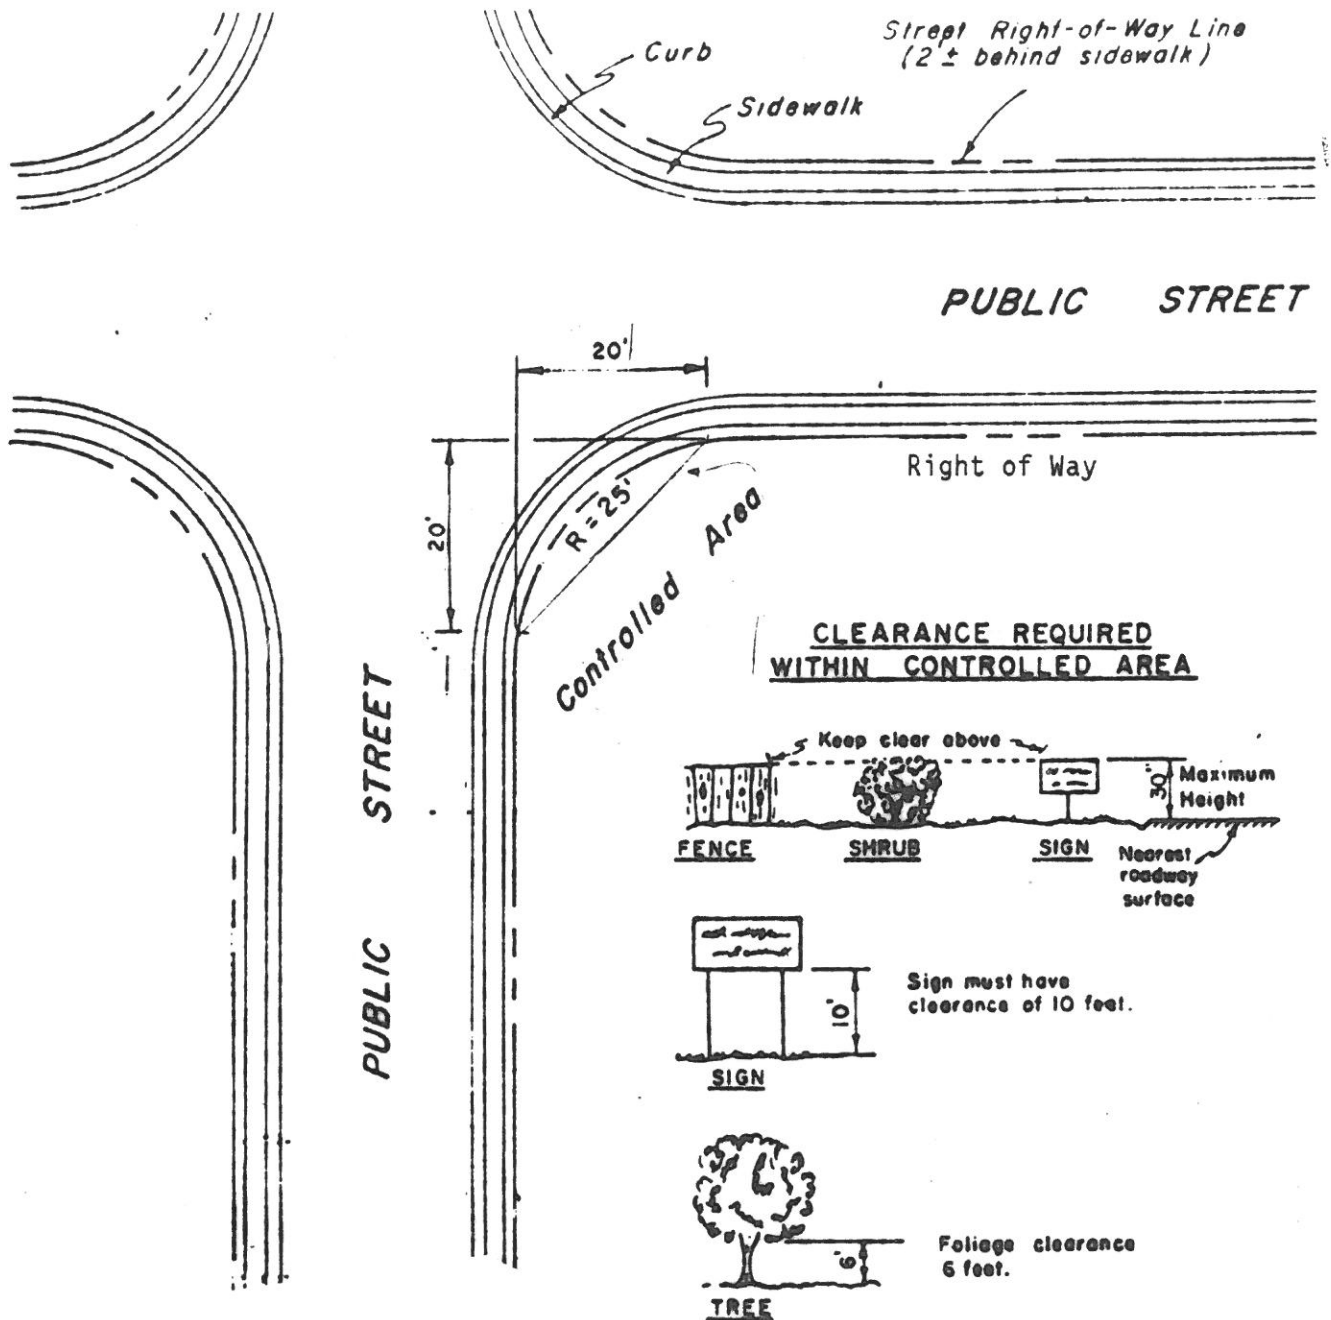 Street Right-of-Way Line
(2'± behind sidewalk)
Curb
Sidewalk
PUBLIC STREET
20'
Right of Way
20'
R = 25'
Controlled Area
CLEARANCE REQUIRED
WITHIN CONTROLLED AREA
Keep clear above
30"
Maximum
Height
FENCE
SHRUB
SIGN
Nearest
roadway
surface
PUBLIC STREET
10'
Sign must have
clearance of 10 feet.
SIGN
6'
Foliage clearance
6 feet.
TREE